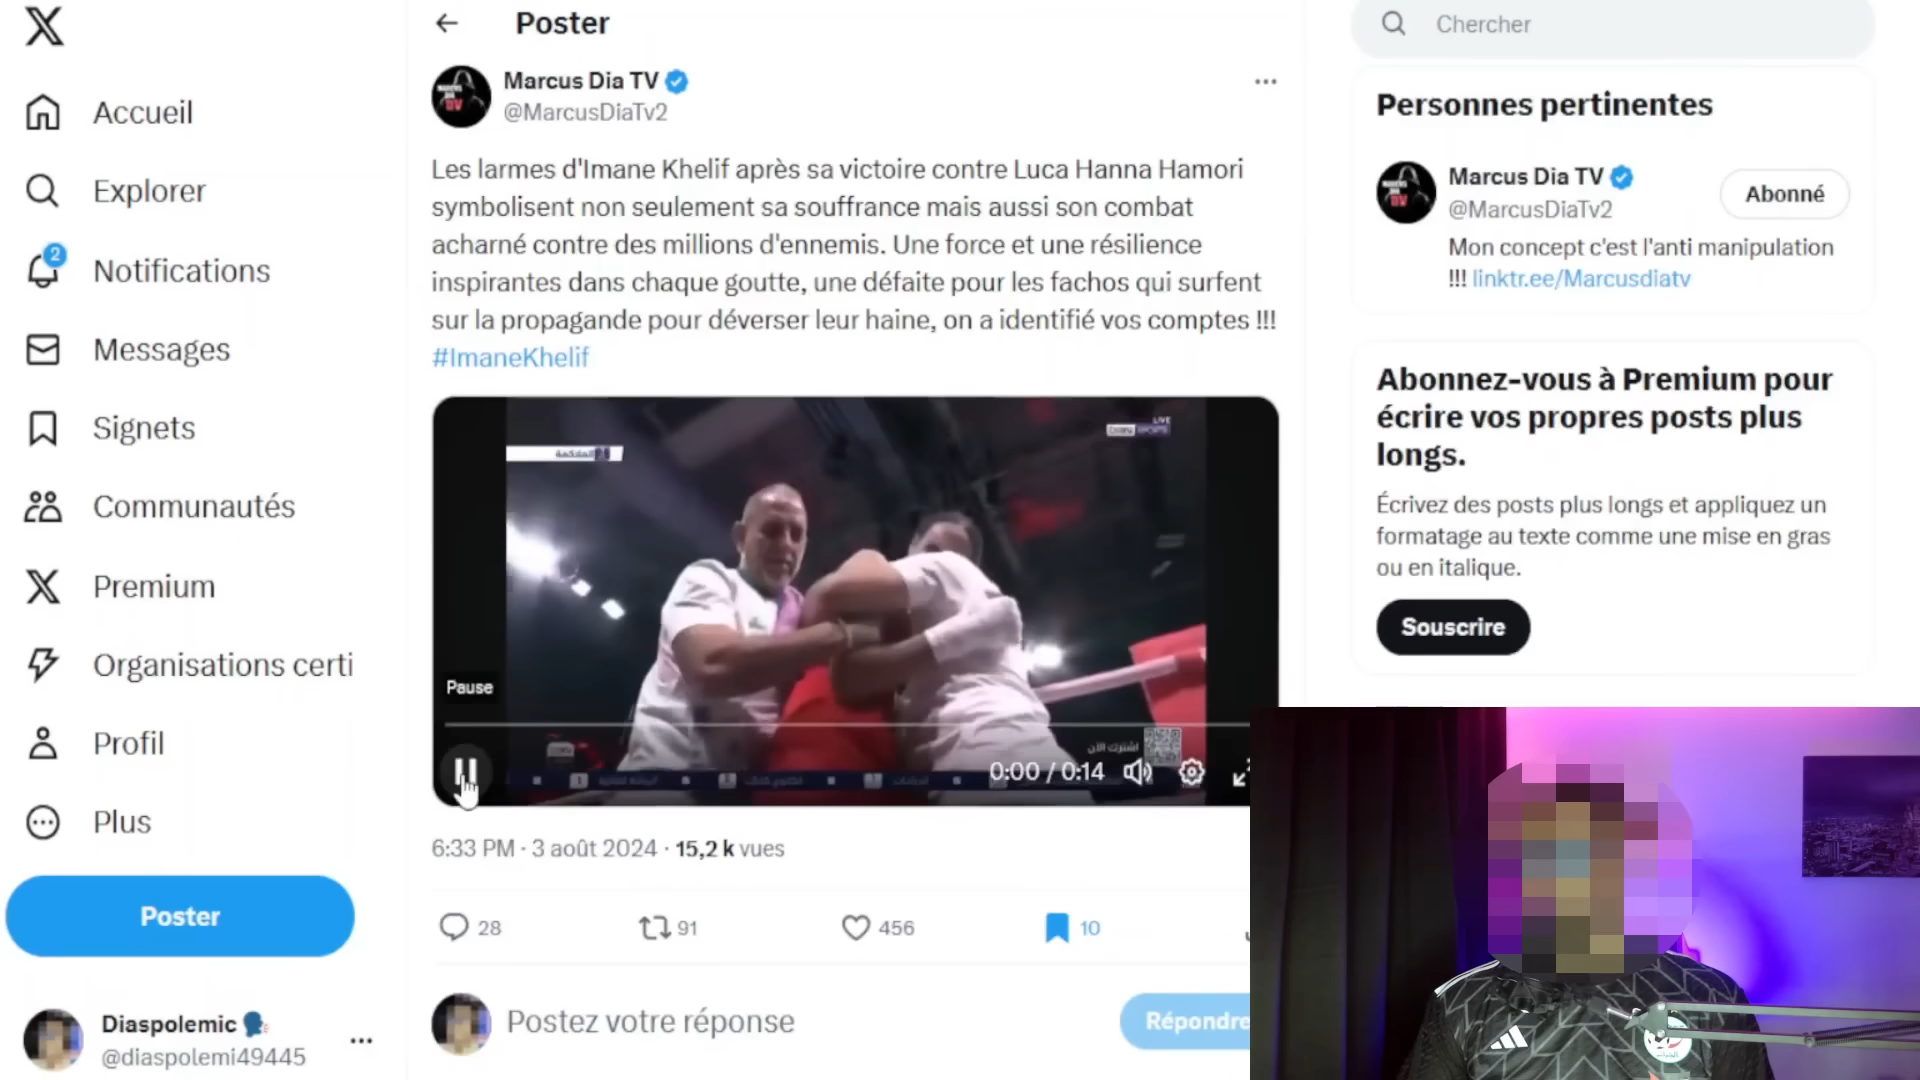 Accueil
Explorer
2
Notifications
Messages
Signets
Communautés
Premium
Organisations certi
Profil
Plus
Poster
Diaspolemic
@diaspolemi49445
Poster
Marcus Dia TV
@MarcusDiaTv2
Les larmes d'Imane Khelif après sa victoire contre Luca Hanna Hamori
symbolisent non seulement sa souffrance mais aussi son combat
acharné contre des millions d'ennemis. Une force et une résilience
inspirantes dans chaque goutte, une défaite pour les fachos qui surfent
sur la propagande pour déverser leur haine, on a identifié vos comptes !!!
#ImaneKhelif
LIVE
beIN SPORTS
الملاكمة
Pause
اشترك الآن
0:00 / 0:14
6:33 PM · 3 août 2024 · 15,2 k vues
28
91
456
10
Postez votre réponse
Répondre
Chercher
Personnes pertinentes
Marcus Dia TV
@MarcusDiaTv2
Abonné
Mon concept c'est l'anti manipulation
!!! linktr.ee/Marcusdiatv
Abonnez-vous à Premium pour
écrire vos propres posts plus
longs.
Écrivez des posts plus longs et appliquez un
formatage au texte comme une mise en gras
ou en italique.
Souscrire